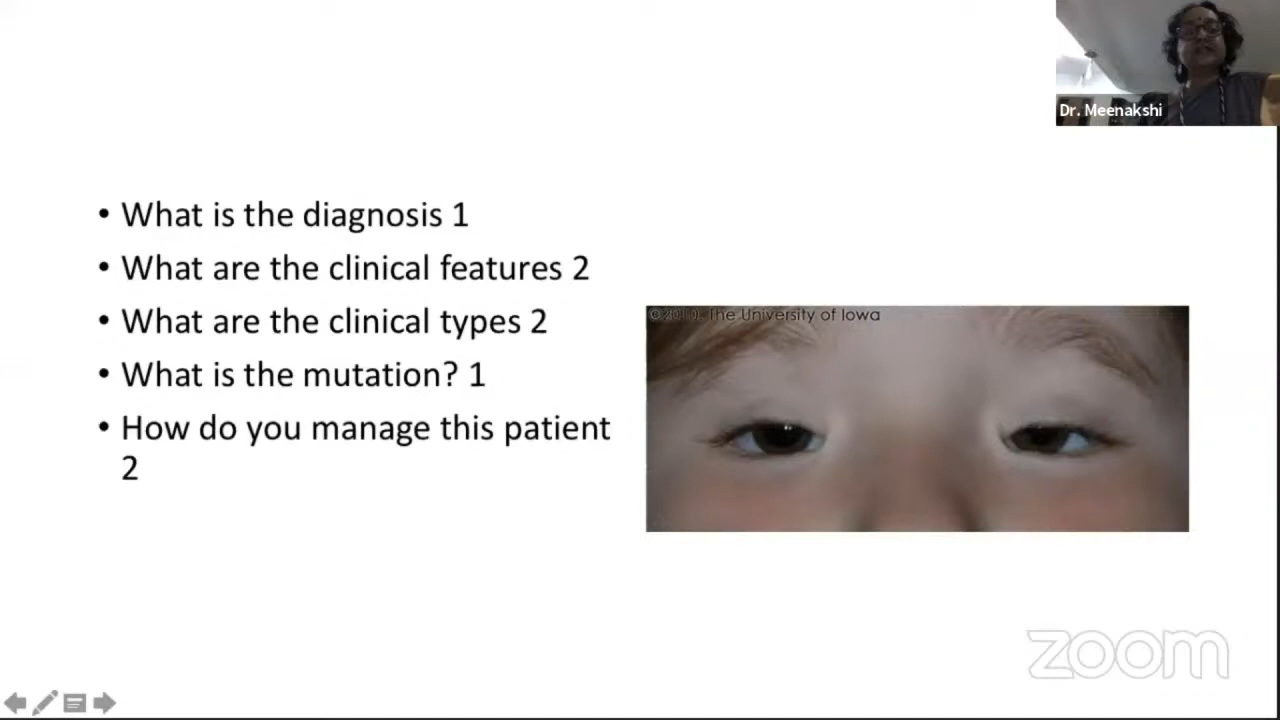 Dr. Meenakshi
• What is the diagnosis 1
• What are the clinical features 2
• What are the clinical types 2
• What is the mutation? 1
• How do you manage this patient
2
©2010 The University of Iowa
zoom